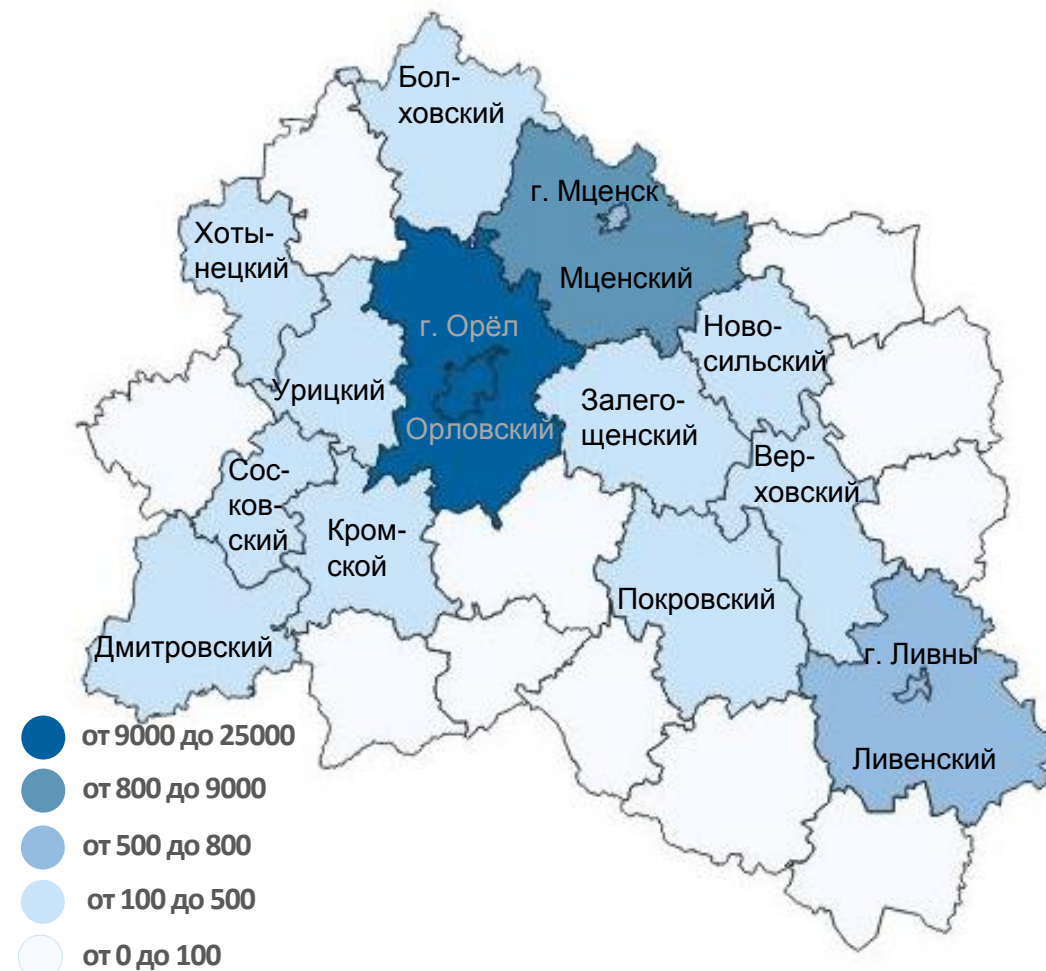 Бол-
ховский
г. Мценск
Хоты-
нецкий
Мценский
г. Орёл
Ново-
сильский
Урицкий
Залего-
щенский
Орловский
Вер-
ховский
Сос-
ков-
ский
Кром-
ской
Покровский
Дмитровский
г. Ливны
Ливенский
от 9000 до 25000
от 800 до 9000
от 500 до 800
от 100 до 500
от 0 до 100